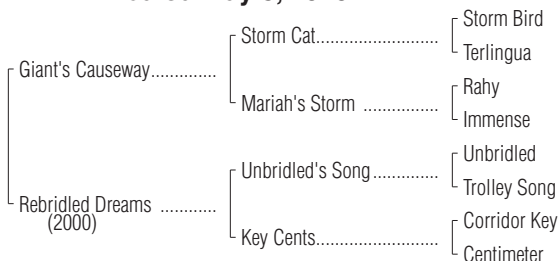 Storm Bird
Storm Cat........................
Terlingua
Giant's Causeway.............
Rahy
Mariah's Storm ...............
Immense
Unbridled
Unbridled's Song.............
Trolley Song
Rebridled Dreams ...........
(2000)
Corridor Key
Key Cents........................
Centimeter